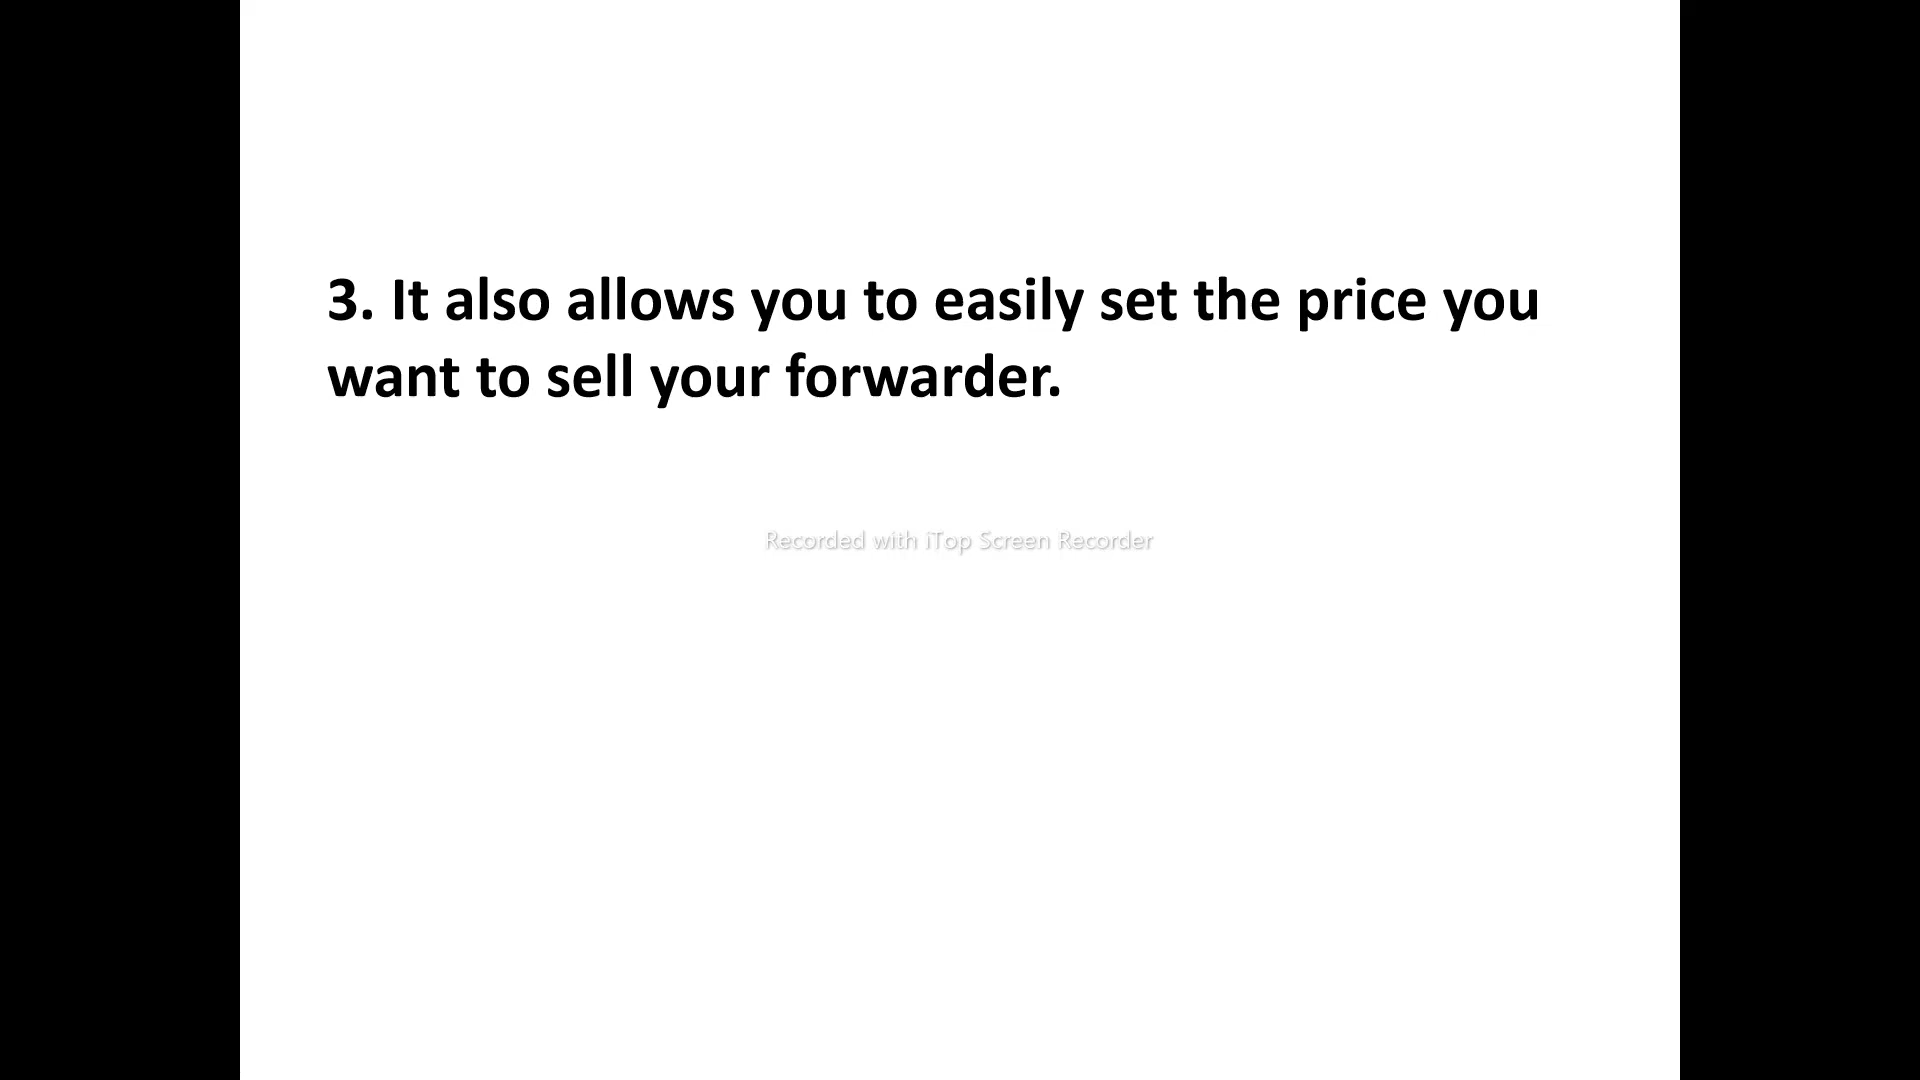 3. It also allows you to easily set the price you
want to sell your forwarder.
Recorded with iTop Screen Recorder